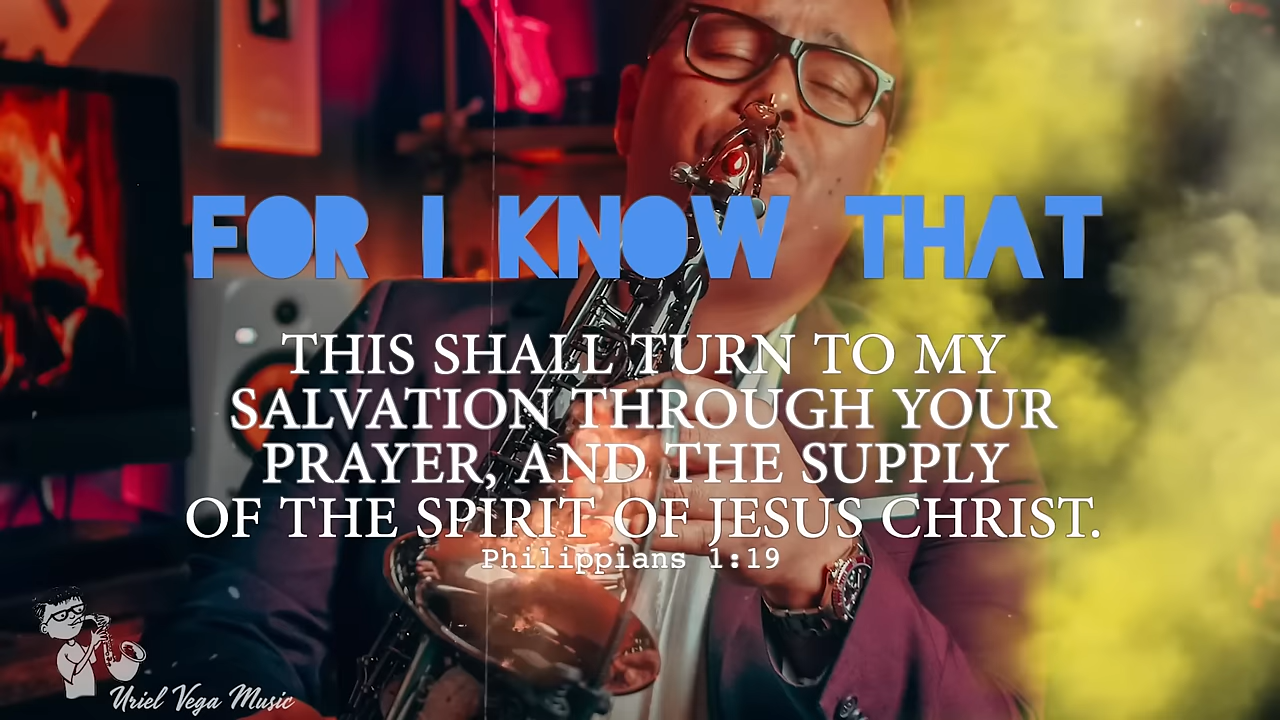 FOR I KNOW THAT
THIS SHALL TURN TO MY
SALVATION THROUGH YOUR
PRAYER, AND THE SUPPLY
OF THE SPIRIT OF JESUS CHRIST.
Philippians 1:19
Uriel Vega Music